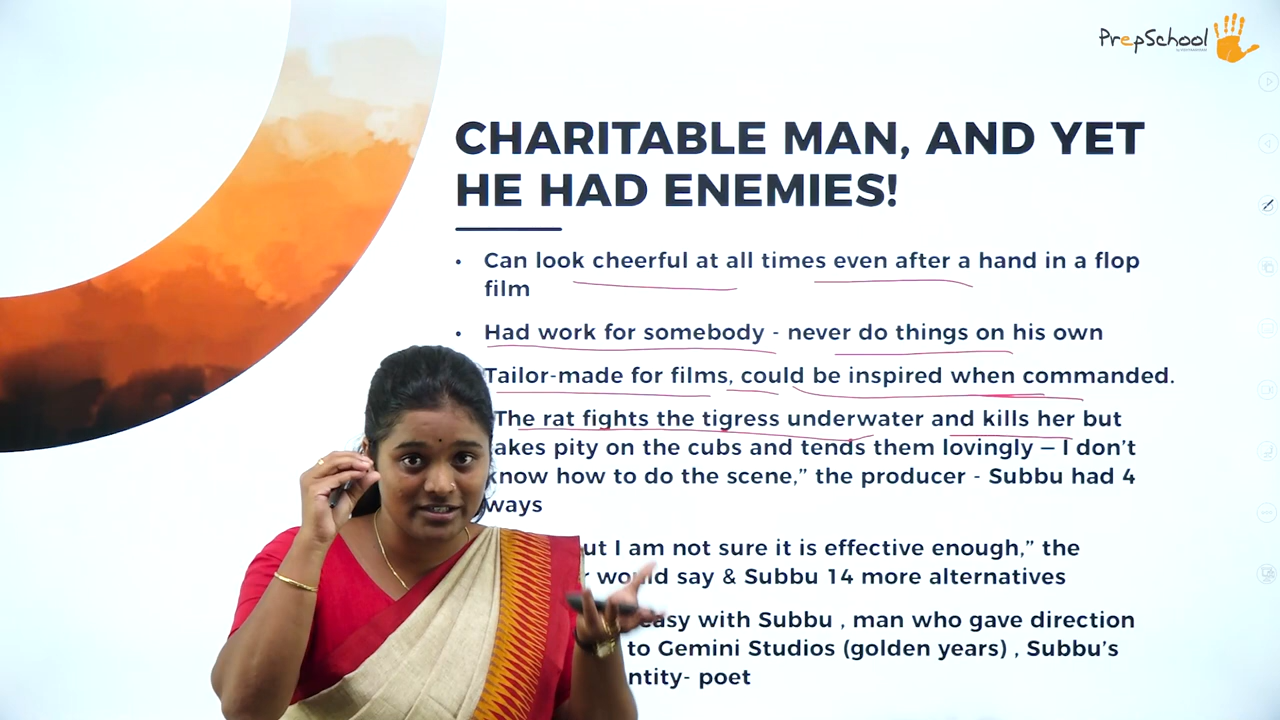 PrepSchool
CHARITABLE MAN, AND YET
HE HAD ENEMIES!
• Can look cheerful at all times even after a hand in a flop
film
• Had work for somebody - never do things on his own
Tailor-made for films, could be inspired when commanded.
The rat fights the tigress underwater and kills her but
takes pity on the cubs and tends them lovingly – I don't
know how to do the scene,” the producer - Subbu had 4
ways
but I am not sure it is effective enough,” the
would say & Subbu 14 more alternatives
easy with Subbu , man who gave direction
to Gemini Studios (golden years) , Subbu's
poet